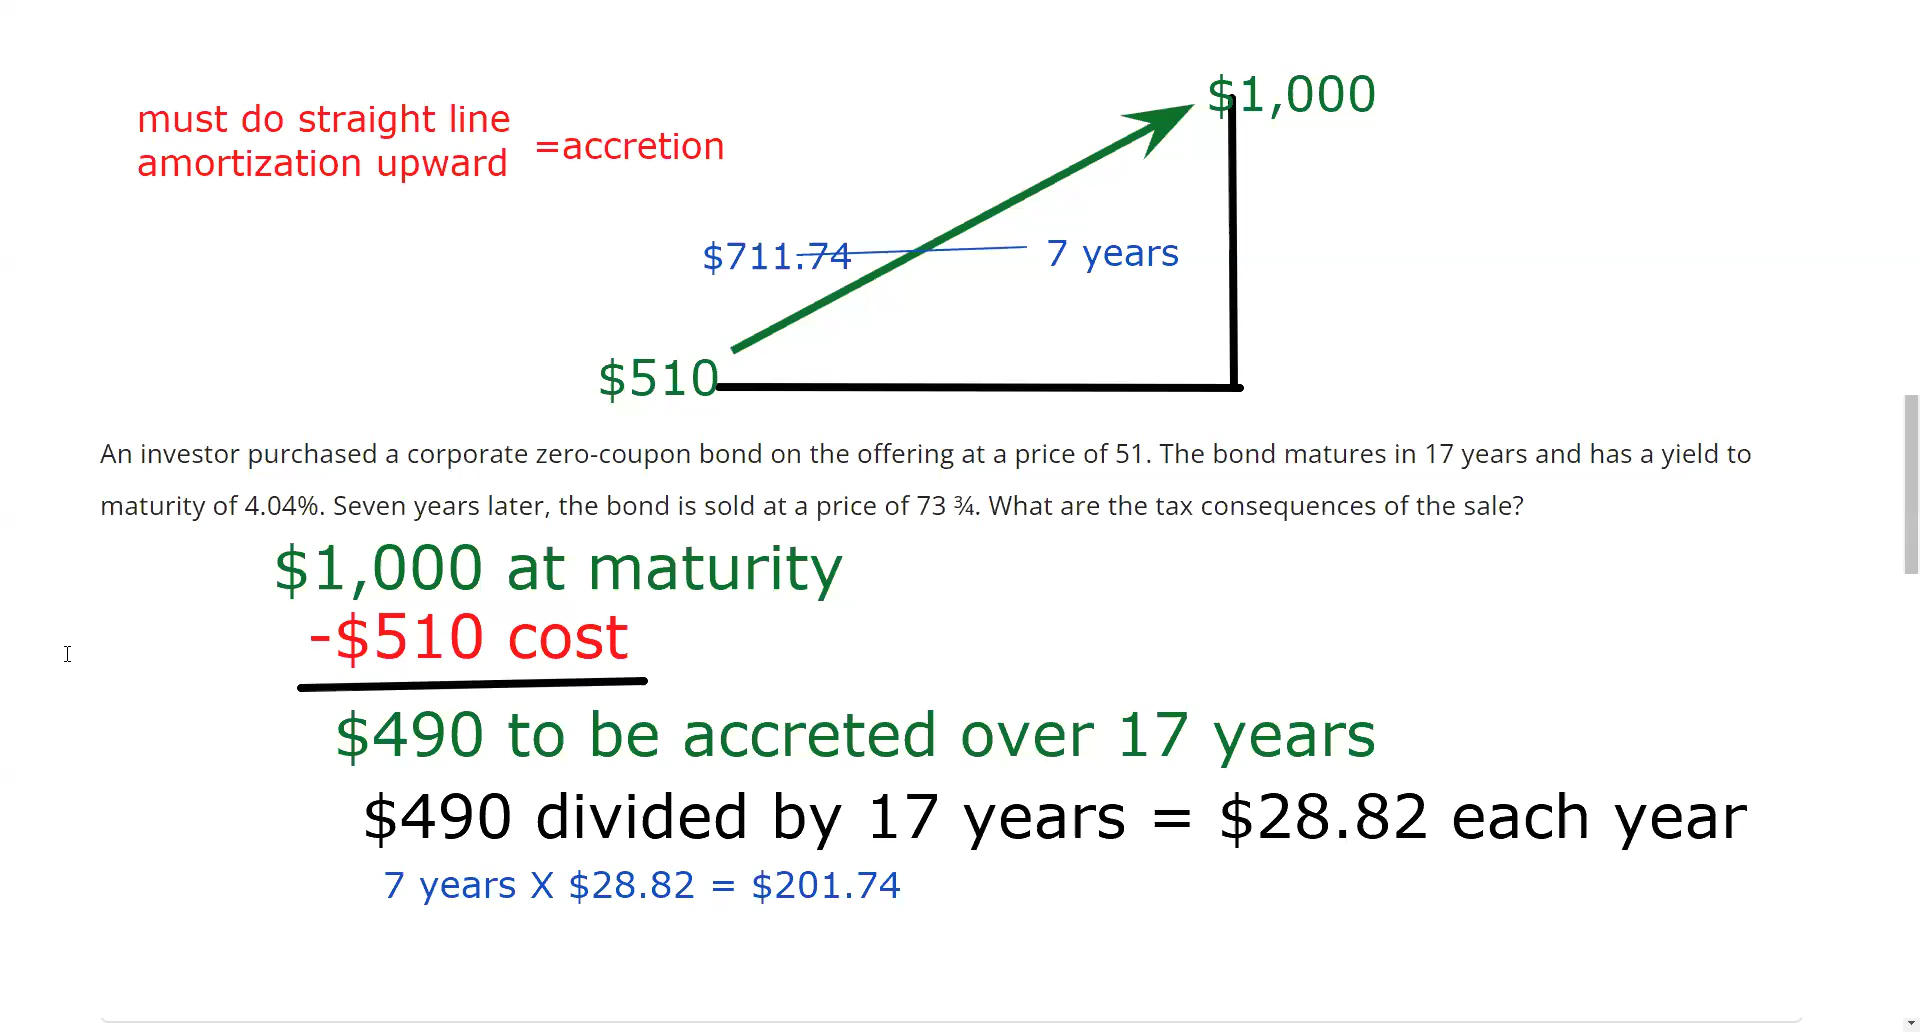 $1,000
must do straight line
amortization upward
=accretion
$711.74
7 years
$510
An investor purchased a corporate zero-coupon bond on the offering at a price of 51. The bond matures in 17 years and has a yield to
maturity of 4.04%. Seven years later, the bond is sold at a price of 73 ¾. What are the tax consequences of the sale?
$1,000 at maturity
-$510 cost
$490 to be accreted over 17 years
$490 divided by 17 years = $28.82 each year
7 years X $28.82 = $201.74